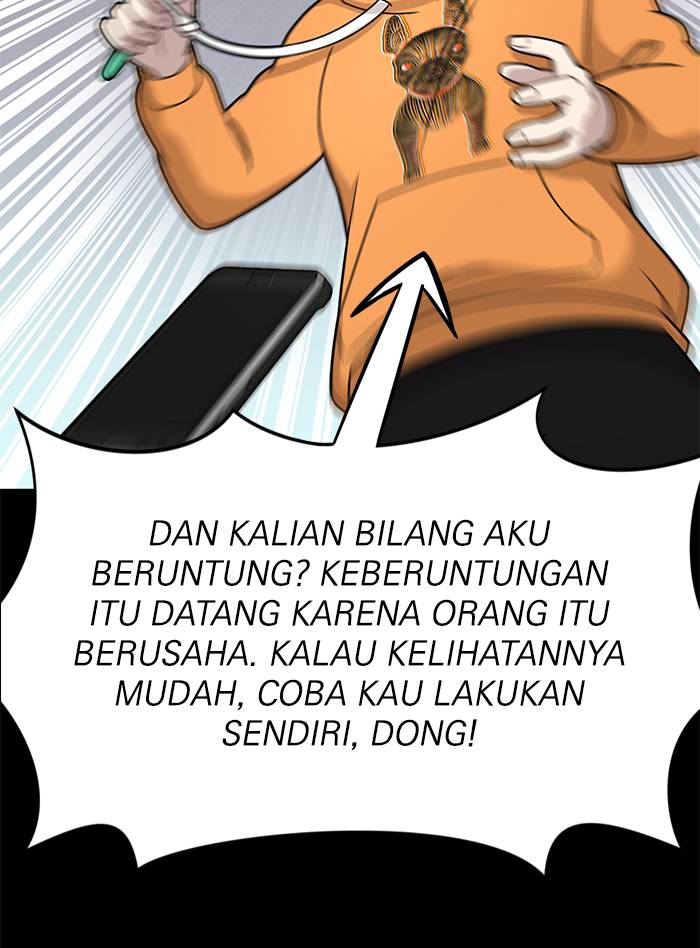 DAN KALIAN BILANG AKU
BERUNTUNG? KEBERUNTUNGAN
ITU DATANG KARENA ORANG ITU
BERUSAHA. KALAU KELIHATANNYA
MUDAH, COBA KAU LAKUKAN
SENDIRI, DONG!